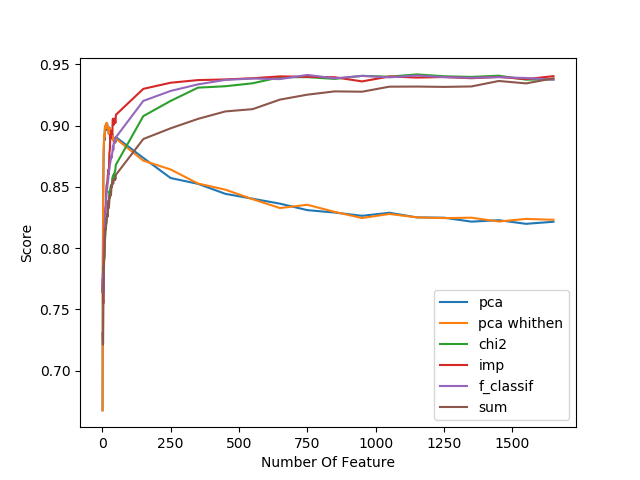 0.95
0.90
0.85
0.80
0.75
0.70
Score
0 250 500 750 1000 1250 1500
Number Of Feature
pca
pca whithen
chi2
imp
f_classif
sum